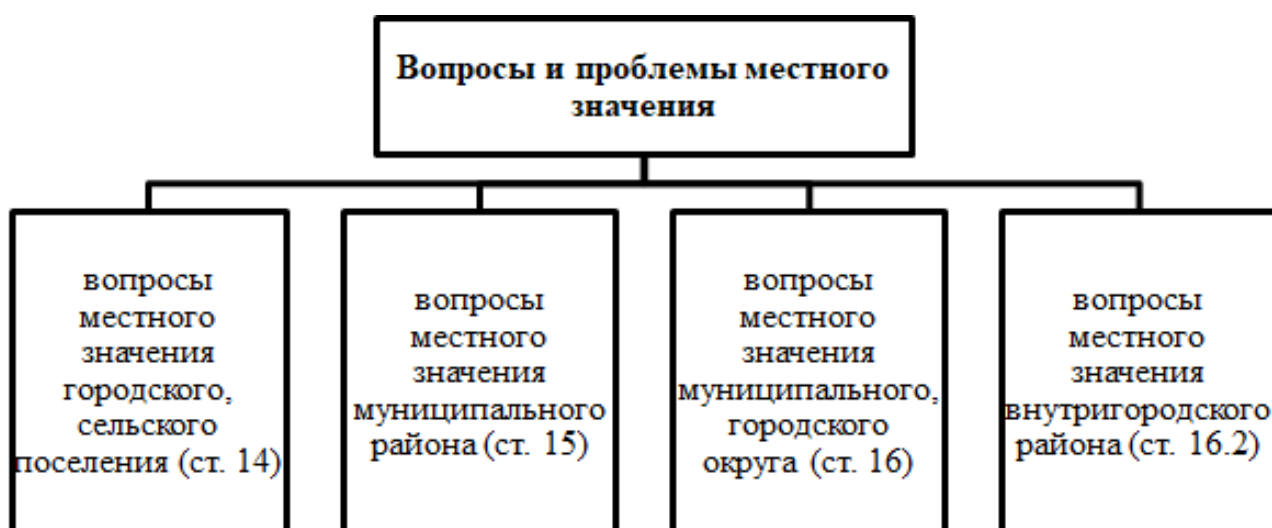 Вопросы и проблемы местного
значения
вопросы
местного
значения
городского,
сельского
поселения (ст. 14)
вопросы
местного
значения
муниципального
района (ст. 15)
вопросы
местного
значения
муниципального,
городского
округа (ст. 16)
вопросы
местного
значения
внутригородского
района (ст. 16.2)